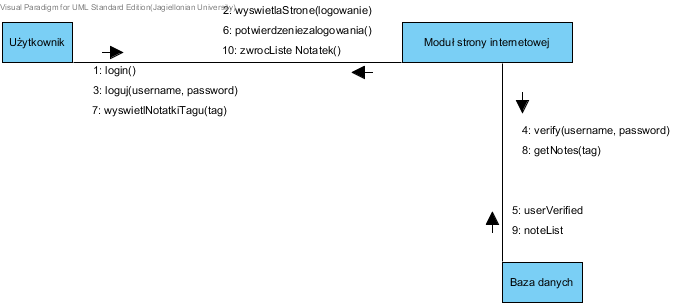 Visual Paradigm for UML Standard Edition(Jagiellonian University)
2: wyswietlaStrone(logowanie)
6: potwierdzeniezalogowania()
10: zwrocListe Notatek()
Użytkownik
Moduł strony internetowej
1: login()
3: loguj(username, password)
7: wyswietlNotatkiTagu(tag)
4: verify(username, password)
8: getNotes(tag)
5: userVerified
9: noteList
Baza danych